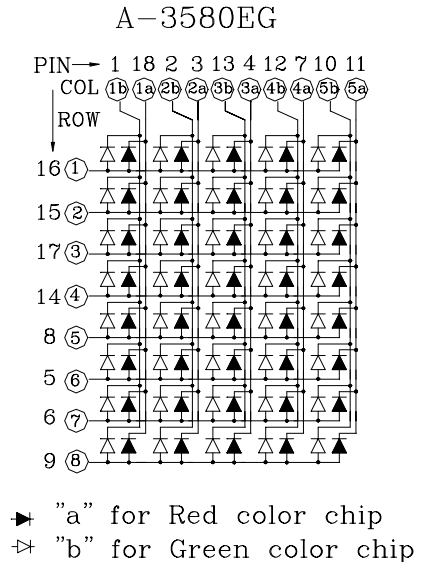 A-3580EG
PIN 1 18 2 3 13 4 12 7 10 11
COL 1b 1a 2b 2a 3b 3a 4b 4a 5b 5a
ROW
16 1
15 2
17 3
14 4
8 5
5 6
6 7
9 8
"a" for Red color chip
"b" for Green color chip